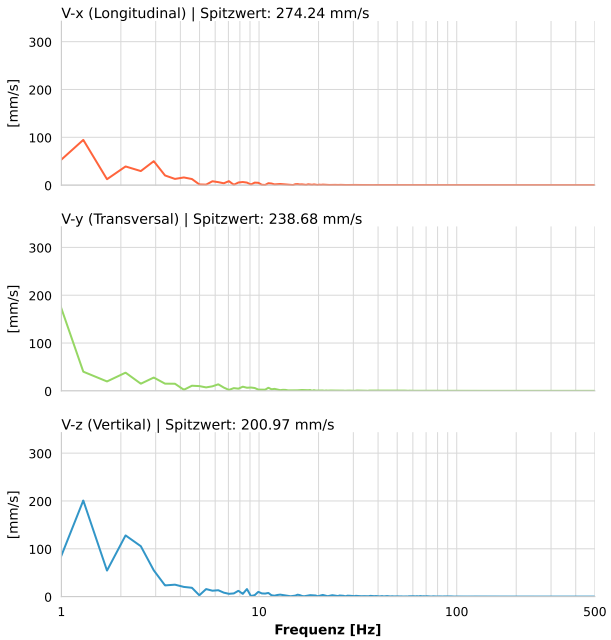 V-x (Longitudinal) | Spitzwert: 274.24 mm/s
300
200
100
0
[mm/s]
V-y (Transversal) | Spitzwert: 238.68 mm/s
300
200
100
0
[mm/s]
V-z (Vertikal) | Spitzwert: 200.97 mm/s
300
200
100
0
[mm/s]
1 10 100 500
Frequenz [Hz]